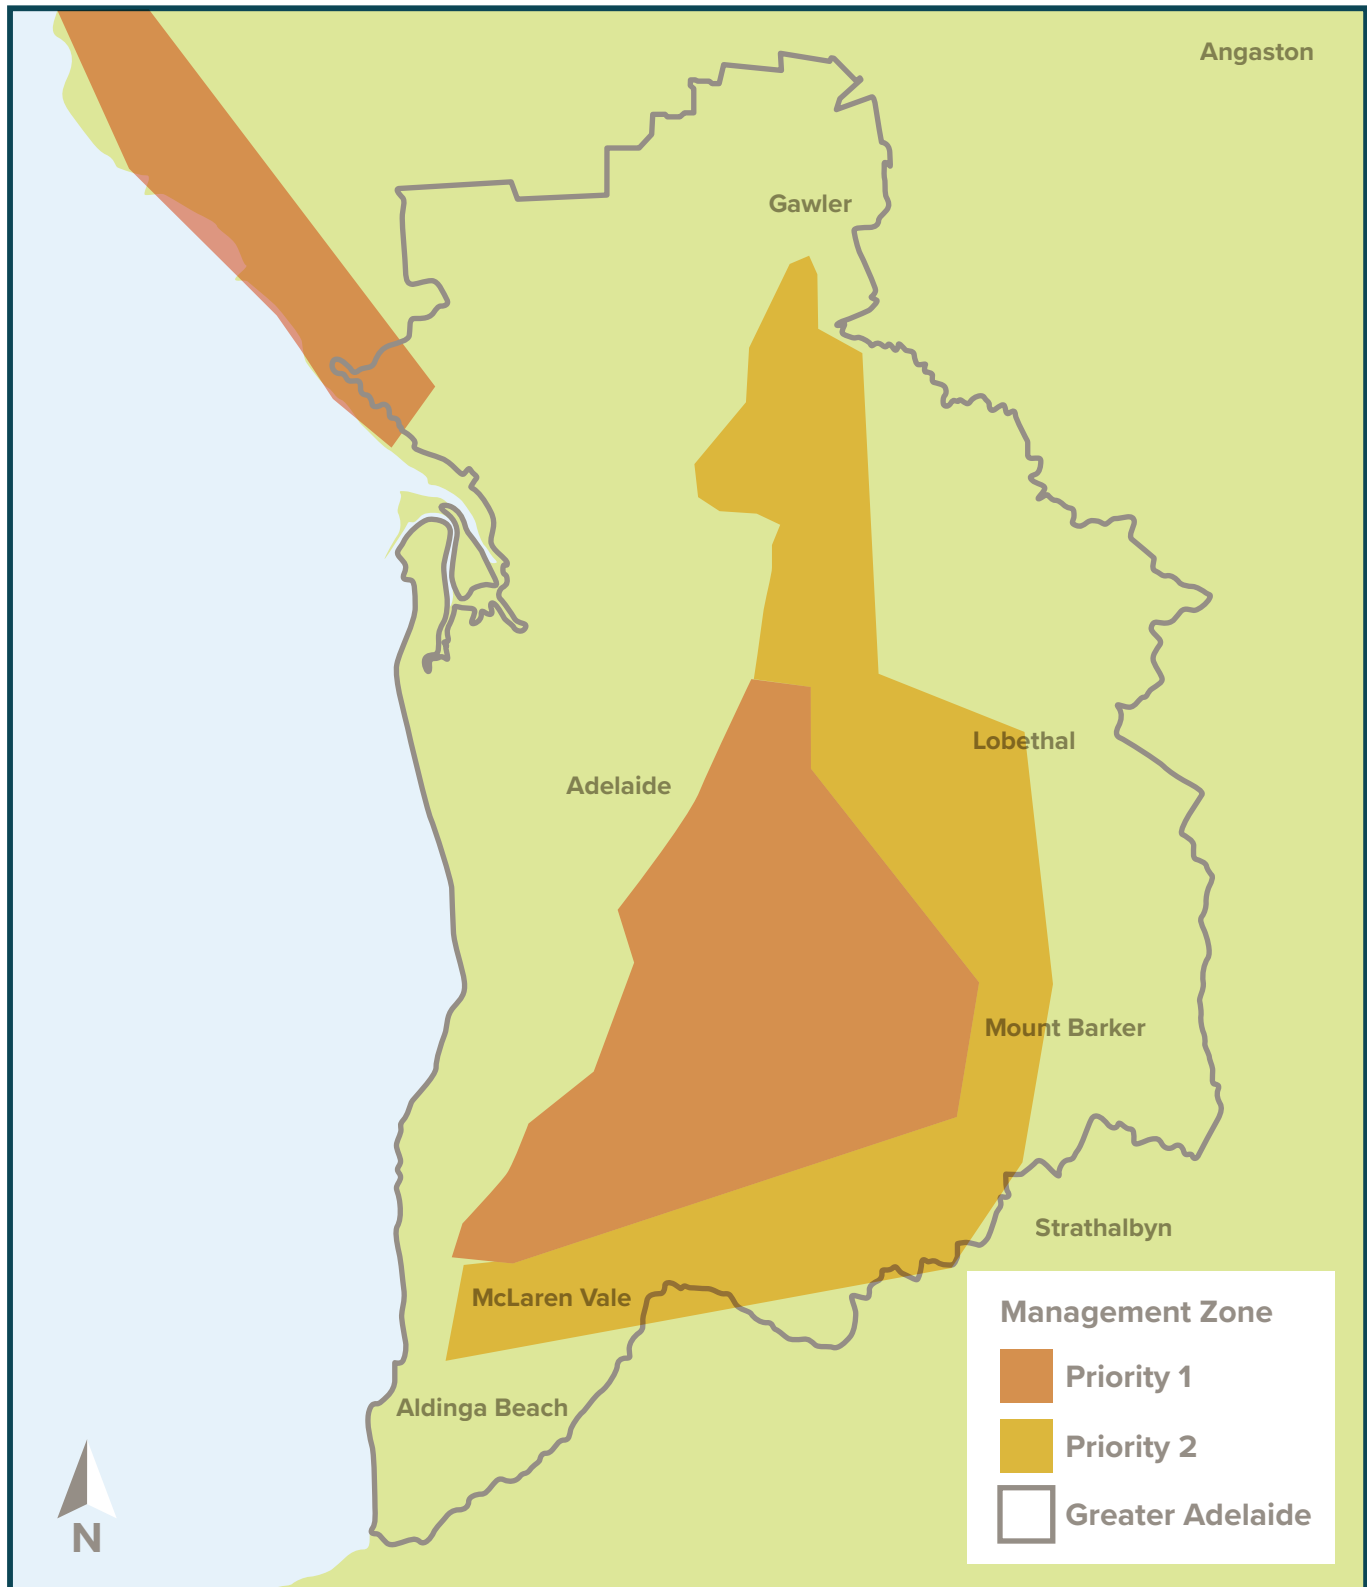 Angaston
Gawler
Lobethal
Adelaide
Mount Barker
Strathalbyn
McLaren Vale
Aldinga Beach
Management Zone
Priority 1
Priority 2
Greater Adelaide
N